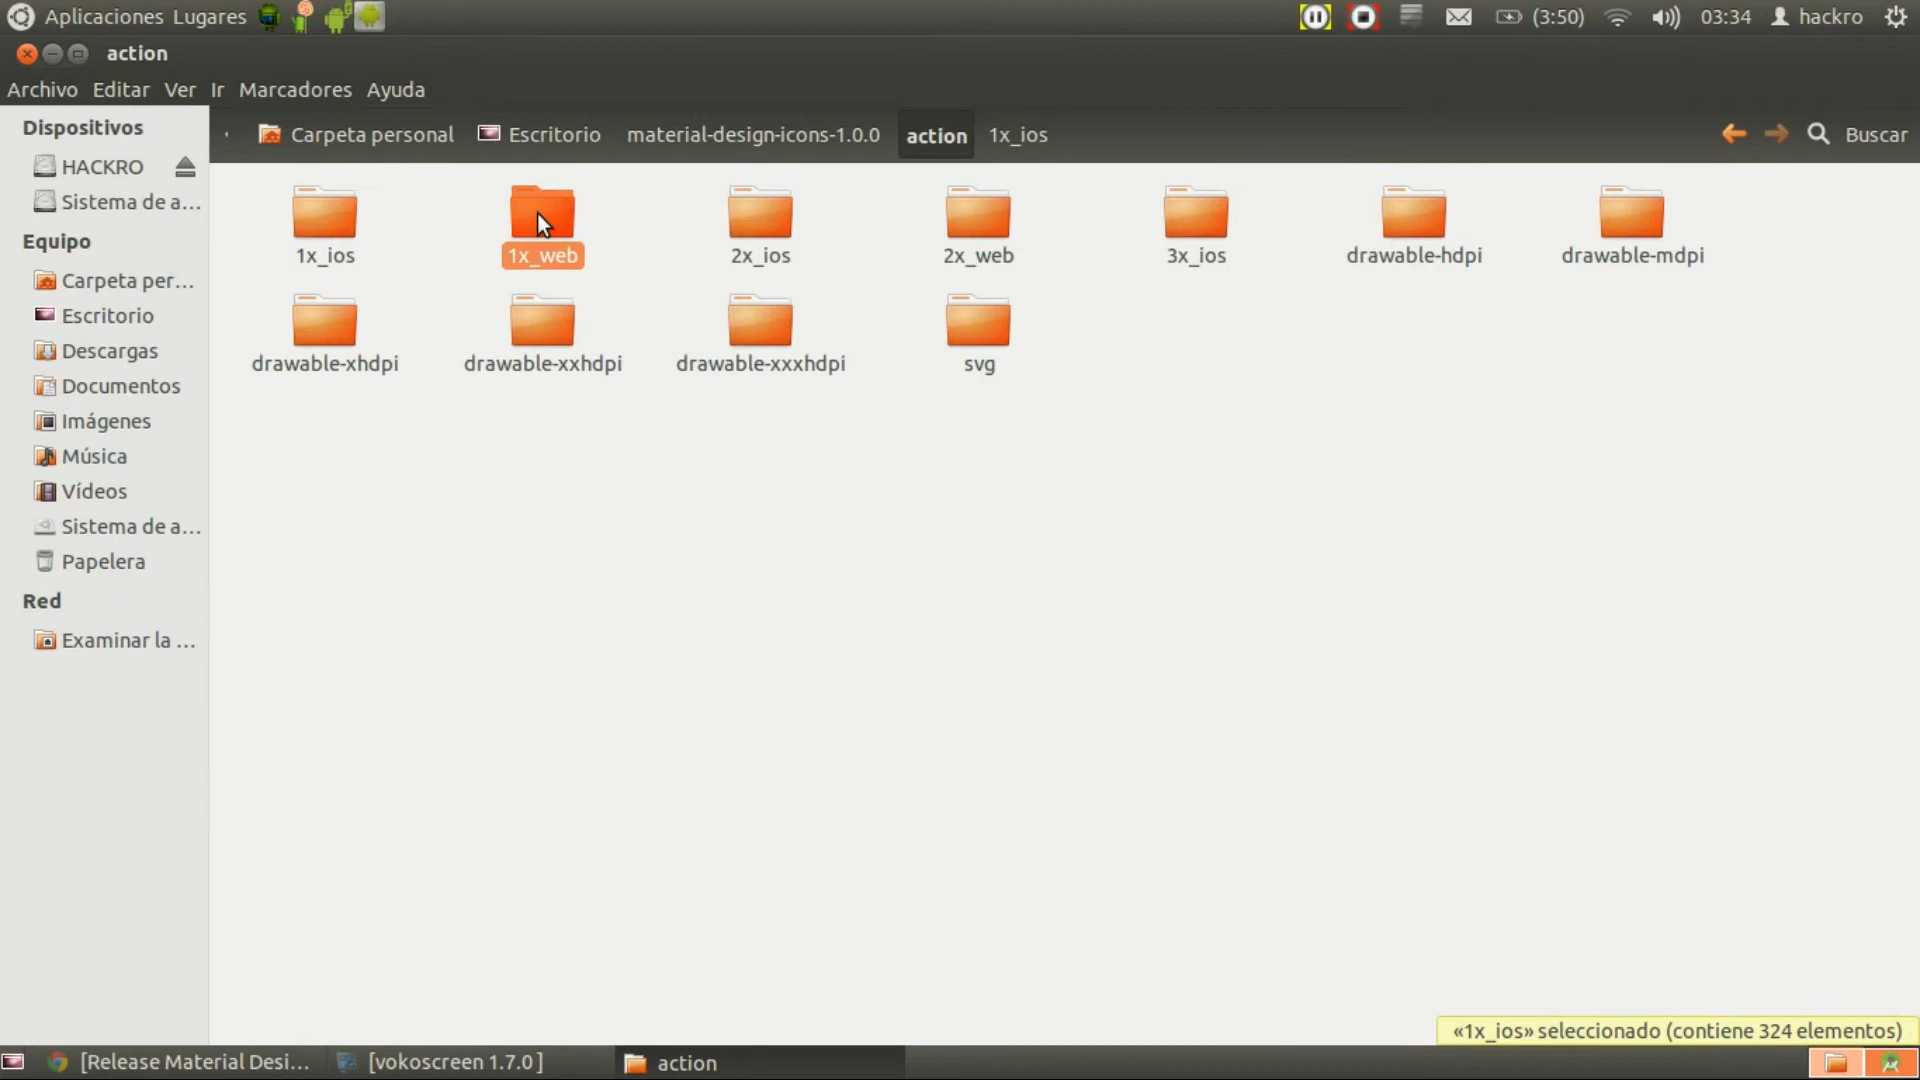 Aplicaciones Lugares (3:50) 03:34 hackro
action
Archivo Editar Ver Ir Marcadores Ayuda
Carpeta personal Escritorio material-design-icons-1.0.0 action 1x_ios Buscar
Dispositivos
HACKRO
Sistema de a...
Equipo
Carpeta per...
Escritorio
Descargas
Documentos
Imágenes
Música
Vídeos
Sistema de a...
Papelera
Red
Examinar la ...
1x_ios 1x_web 2x_ios 2x_web 3x_ios drawable-hdpi drawable-mdpi
drawable-xhdpi drawable-xxhdpi drawable-xxxhdpi svg
«1x_ios» seleccionado (contiene 324 elementos)
[Release Material Desi... [vokoscreen 1.7.0 ] action